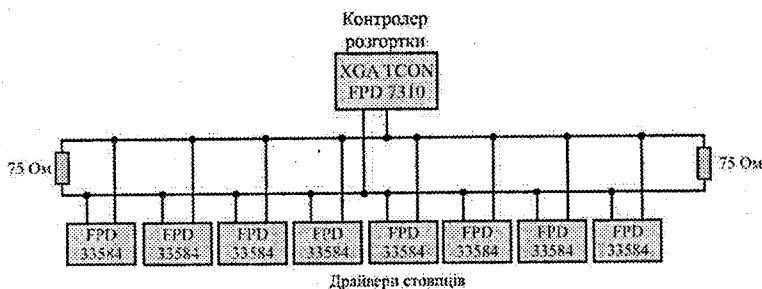 Контролер
розгортки
XGA TCON
FPD 7310
75 Ом
75 Ом
FPD
33584
FPD
33584
FPD
33584
FPD
33584
FPD
33584
FPD
33584
FPD
33584
FPD
33584
Драйвери стовпців